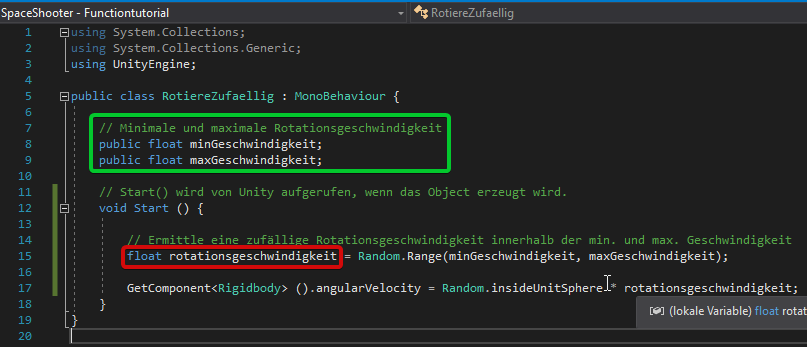 SpaceShooter - Functiontutorial RotiereZufaellig
1 using System.Collections;
2 using System.Collections.Generic;
3 using UnityEngine;
4
5 public class RotiereZufaellig : MonoBehaviour {
6
7 // Minimale und maximale Rotationsgeschwindigkeit
8 public float minGeschwindigkeit;
9 public float maxGeschwindigkeit;
10
11 // Start() wird von Unity aufgerufen, wenn das Object erzeugt wird.
12 void Start () {
13
14 // Ermittle eine zufällige Rotationsgeschwindigkeit innerhalb der min. und max. Geschwindigkeit
15 float rotationsgeschwindigkeit = Random.Range(minGeschwindigkeit, maxGeschwindigkeit);
16
17 GetComponent<Rigidbody> ().angularVelocity = Random.insideUnitSphere * rotationsgeschwindigkeit;
18 }
(lokale Variable) float rotat
19 }
20